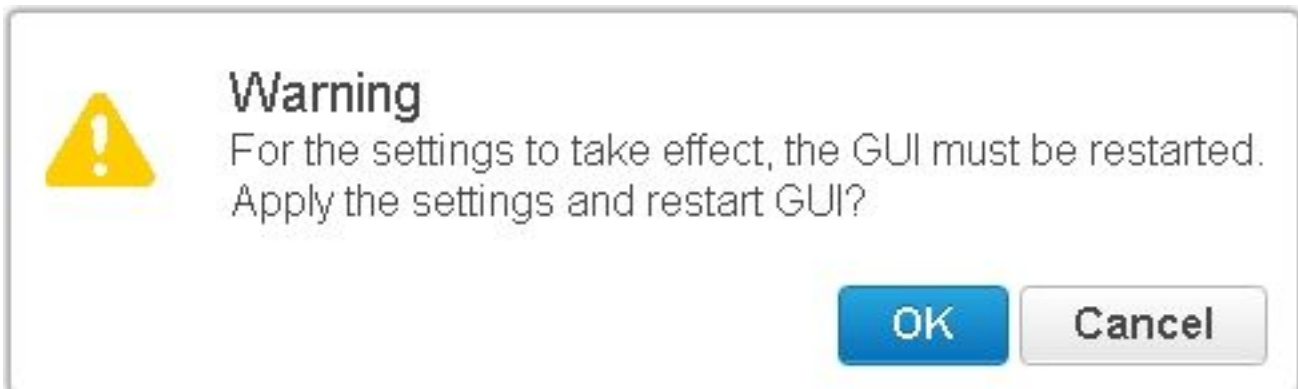 Warning
For the settings to take effect, the GUI must be restarted.
Apply the settings and restart GUI?
OK Cancel